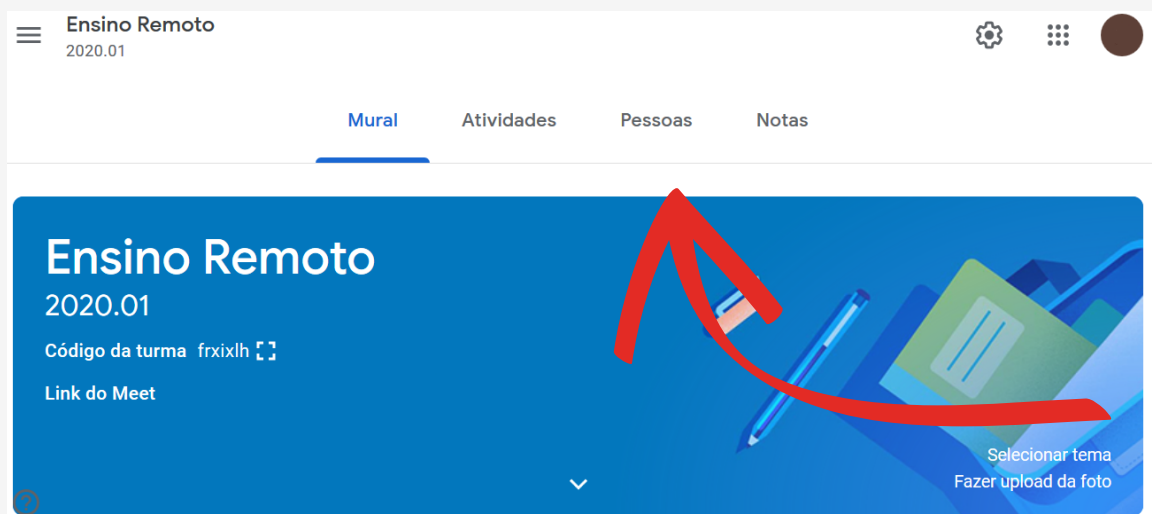 Ensino Remoto
2020.01
Mural Atividades Pessoas Notas
Ensino Remoto
2020.01
Código da turma frxixlh
Link do Meet
Selecionar tema
Fazer upload da foto
?